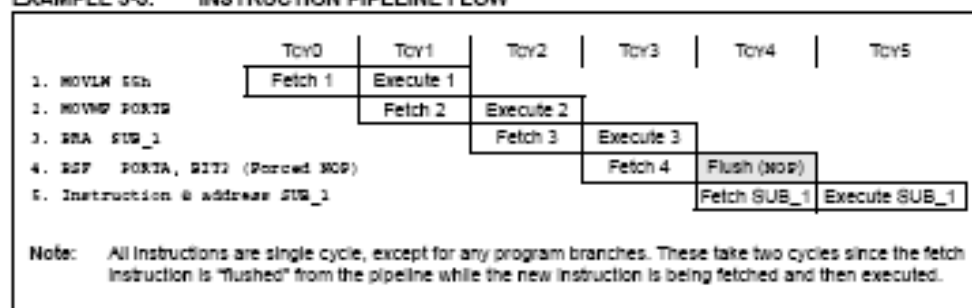 EXAMPLE 5-3: INSTRUCTION PIPELINE FLOW
TCY0 TCY1 TCY2 TCY3 TCY4 TCY5
1. MOVLW 55h Fetch 1 Execute 1
2. MOVWF PORTB Fetch 2 Execute 2
3. BRA SUB_1 Fetch 3 Execute 3
4. BSF PORTA, BIT3 (Forced NOP) Fetch 4 Flush (NOP)
5. Instruction @ address SUB_1 Fetch SUB_1 Execute SUB_1
Note: All instructions are single cycle, except for any program branches. These take two cycles since the fetch
instruction is "flushed" from the pipeline while the new instruction is being fetched and then executed.